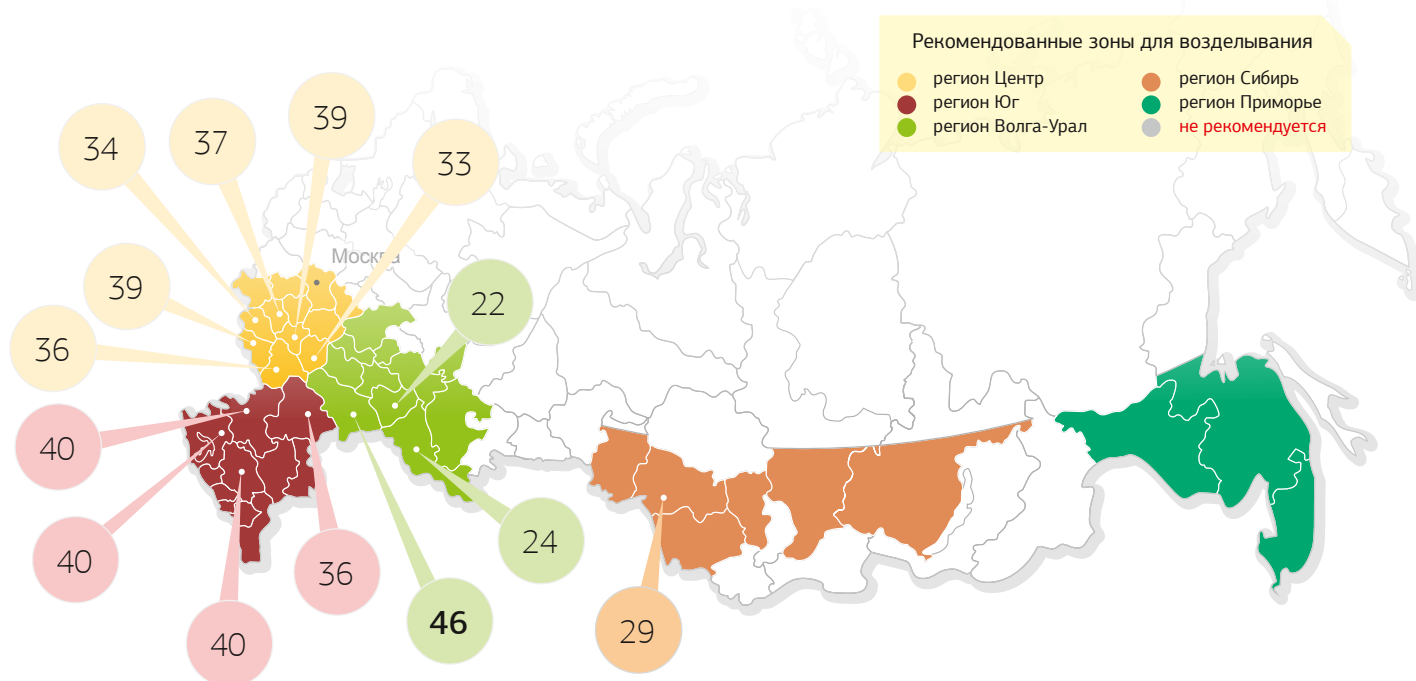 Рекомендованные зоны для возделывания
регион Центр
регион Юг
регион Волга-Урал
регион Сибирь
регион Приморье
не рекомендуется
39
37
34
33
Москва
39
22
36
40
24
40
36
46
29
40